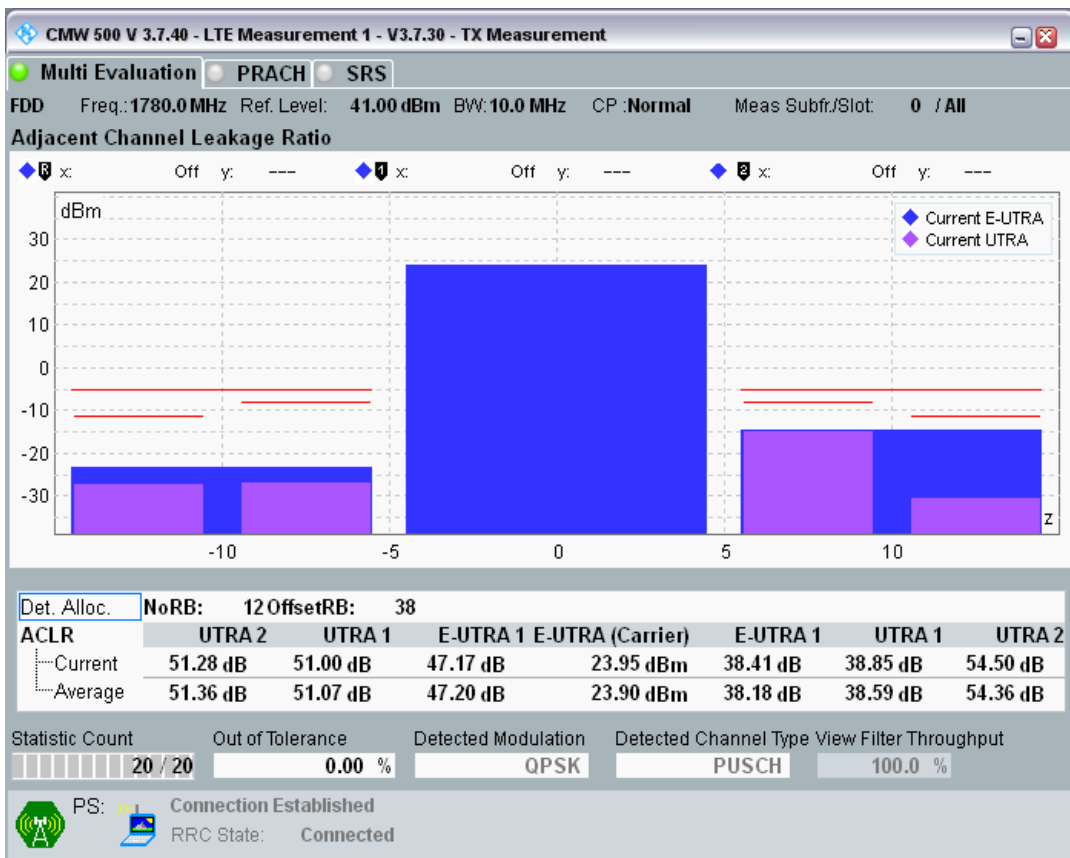 CMW 500 V 3.7.40 - LTE Measurement 1 - V3.7.30 - TX Measurement
Multi Evaluation PRACH SRS
FDD Freq.: 1780.0 MHz Ref. Level: 41.00 dBm BW: 10.0 MHz CP : Normal Meas Subfr./Slot: 0 / All
Adjacent Channel Leakage Ratio
R x: Off y: --- 1 x: Off y: --- 2 x: Off y: ---
dBm
Current E-UTRA
Current UTRA
30
20
10
0
-10
-20
-30
z
-10 -5 0 5 10
Det. Alloc. NoRB: 12 OffsetRB: 38
ACLR UTRA 2 UTRA 1 E-UTRA 1 E-UTRA (Carrier) E-UTRA 1 UTRA 1 UTRA 2
Current 51.28 dB 51.00 dB 47.17 dB 23.95 dBm 38.41 dB 38.85 dB 54.50 dB
Average 51.36 dB 51.07 dB 47.20 dB 23.90 dBm 38.18 dB 38.59 dB 54.36 dB
Statistic Count Out of Tolerance Detected Modulation Detected Channel Type View Filter Throughput
20 / 20 0.00 % QPSK PUSCH 100.0 %
PS: Connection Established
RRC State: Connected